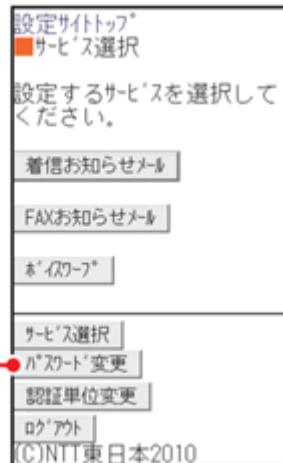 設定サイトトップ
■サービス選択
設定するサービスを選択して
ください。
着信お知らせメール
FAXお知らせメール
ボイスワープ
サービス選択
パスワード変更
認証単位変更
ログアウト
(C)NTT東日本2010